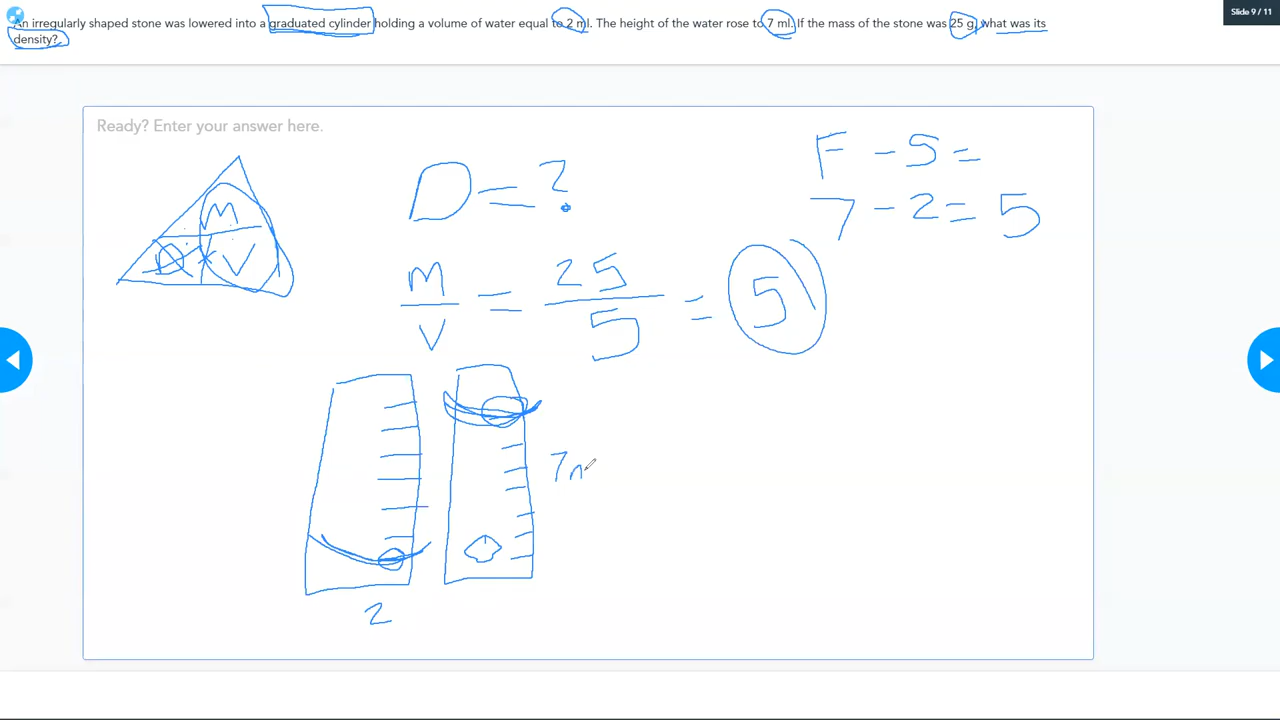 Slide 9 / 11
An irregularly shaped stone was lowered into a graduated cylinder holding a volume of water equal to 2 ml. The height of the water rose to 7 ml. If the mass of the stone was 25 g, what was its
density?
Ready? Enter your answer here.
F - S =
7 - 2 = 5
D = ?
M
D × V
M/V = 25/5 = 5
7m
2